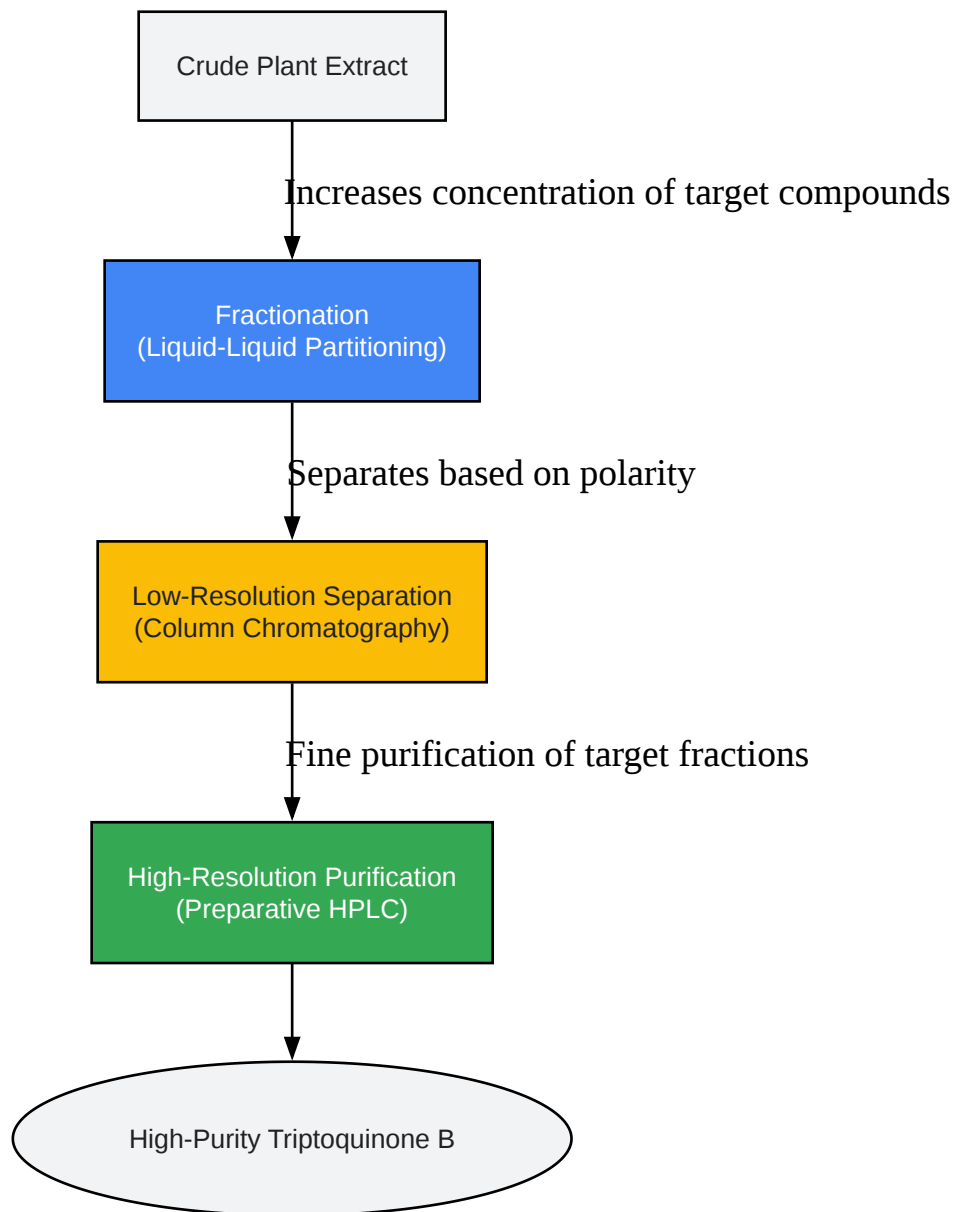 Crude Plant Extract
Increases concentration of target compounds
Fractionation
(Liquid-Liquid Partitioning)
Separates based on polarity
Low-Resolution Separation
(Column Chromatography)
Fine purification of target fractions
High-Resolution Purification
(Preparative HPLC)
High-Purity Triptoquinone B